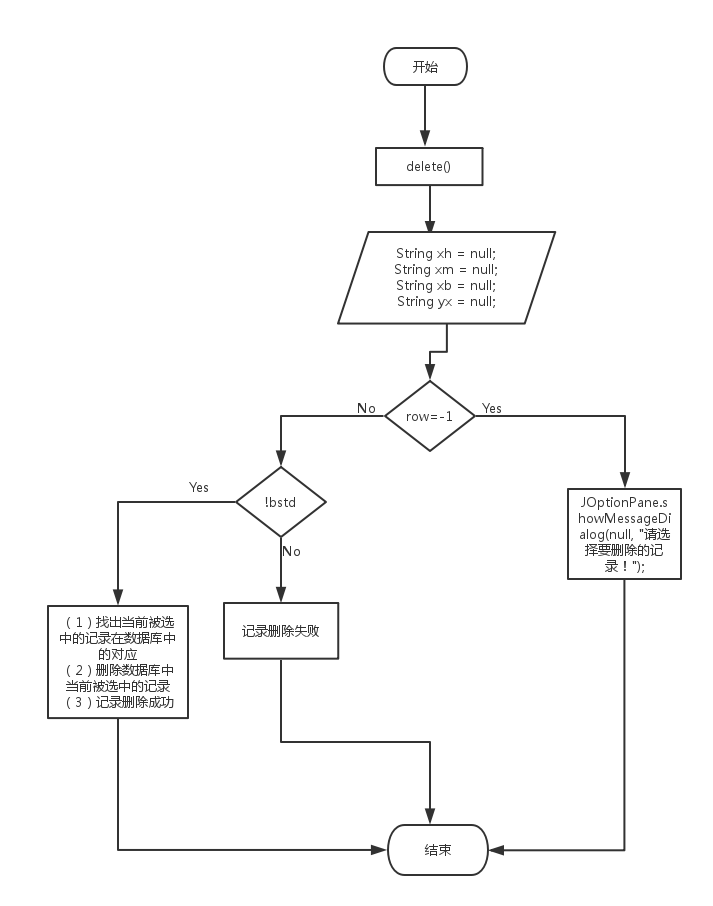 开始
delete()
String xh = null;
String xm = null;
String xb = null;
String yx = null;
No
row=-1
Yes
Yes
!bstd
No
JOptionPane.s
howMessageDi
alog(null, "请选
择要删除的记
录！");
（1）找出当前被选
中的记录在数据库中
的对应
（2）删除数据库中
当前被选中的记录
（3）记录删除成功
记录删除失败
结束